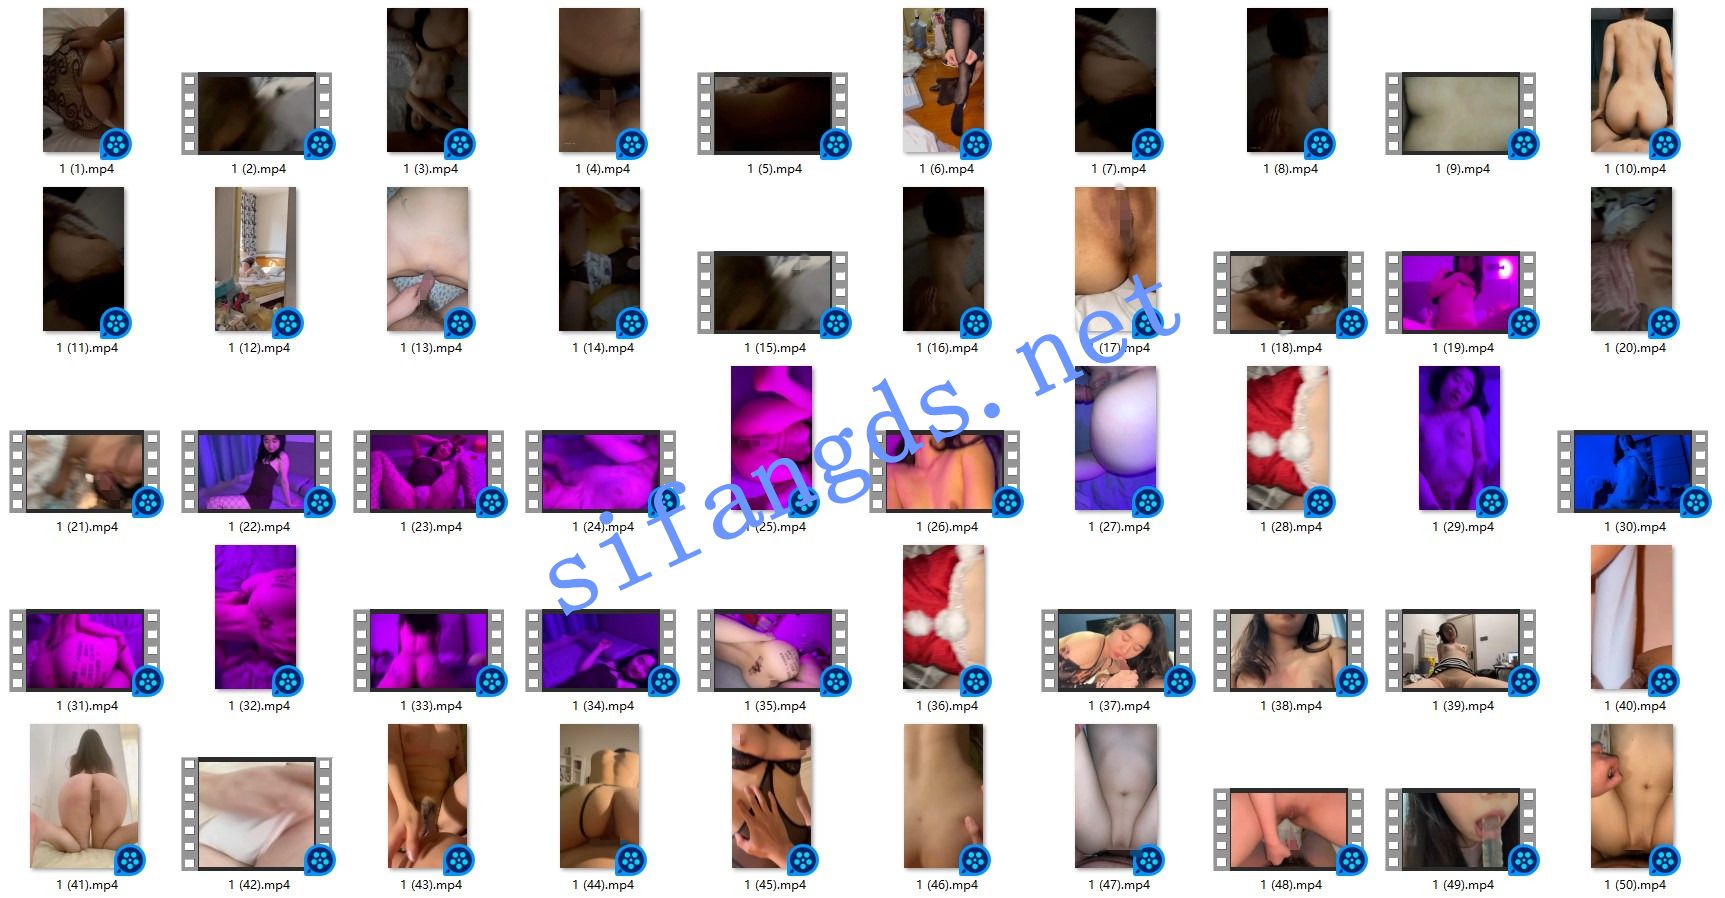 1 (1).mp4
1 (2).mp4
1 (3).mp4
1 (4).mp4
1 (5).mp4
1 (6).mp4
1 (7).mp4
1 (8).mp4
1 (9).mp4
1 (10).mp4
1 (11).mp4
1 (12).mp4
1 (13).mp4
1 (14).mp4
1 (15).mp4
1 (16).mp4
(17).mp4
1 (18).mp4
1 (19).mp4
1 (20).mp4
sifangds.net
1 (21).mp4
1 (22).mp4
1 (23).mp4
1 (24).mp4
1 (25).mp4
1 (26).mp4
1 (27).mp4
1 (28).mp4
1 (29).mp4
1 (30).mp4
1 (31).mp4
1 (32).mp4
1 (33).mp4
1 (34).mp4
1 (35).mp4
1 (36).mp4
1 (37).mp4
1 (38).mp4
1 (39).mp4
1 (40).mp4
1 (41).mp4
1 (42).mp4
1 (43).mp4
1 (44).mp4
1 (45).mp4
1 (46).mp4
1 (47).mp4
1 (48).mp4
1 (49).mp4
1 (50).mp4